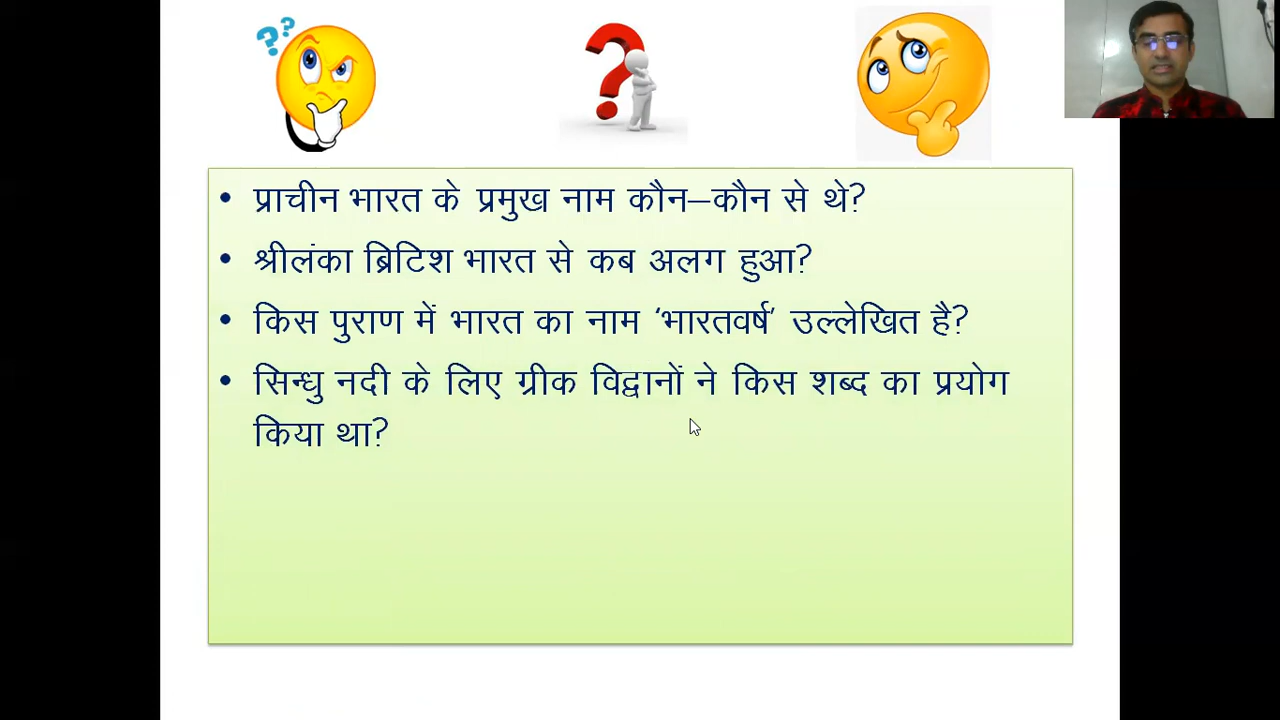 • प्राचीन भारत के प्रमुख नाम कौन–कौन से थे?
• श्रीलंका ब्रिटिश भारत से कब अलग हुआ?
• किस पुराण में भारत का नाम ‘भारतवर्ष’ उल्लेखित है?
• सिन्धु नदी के लिए ग्रीक विद्वानों ने किस शब्द का प्रयोग
किया था?